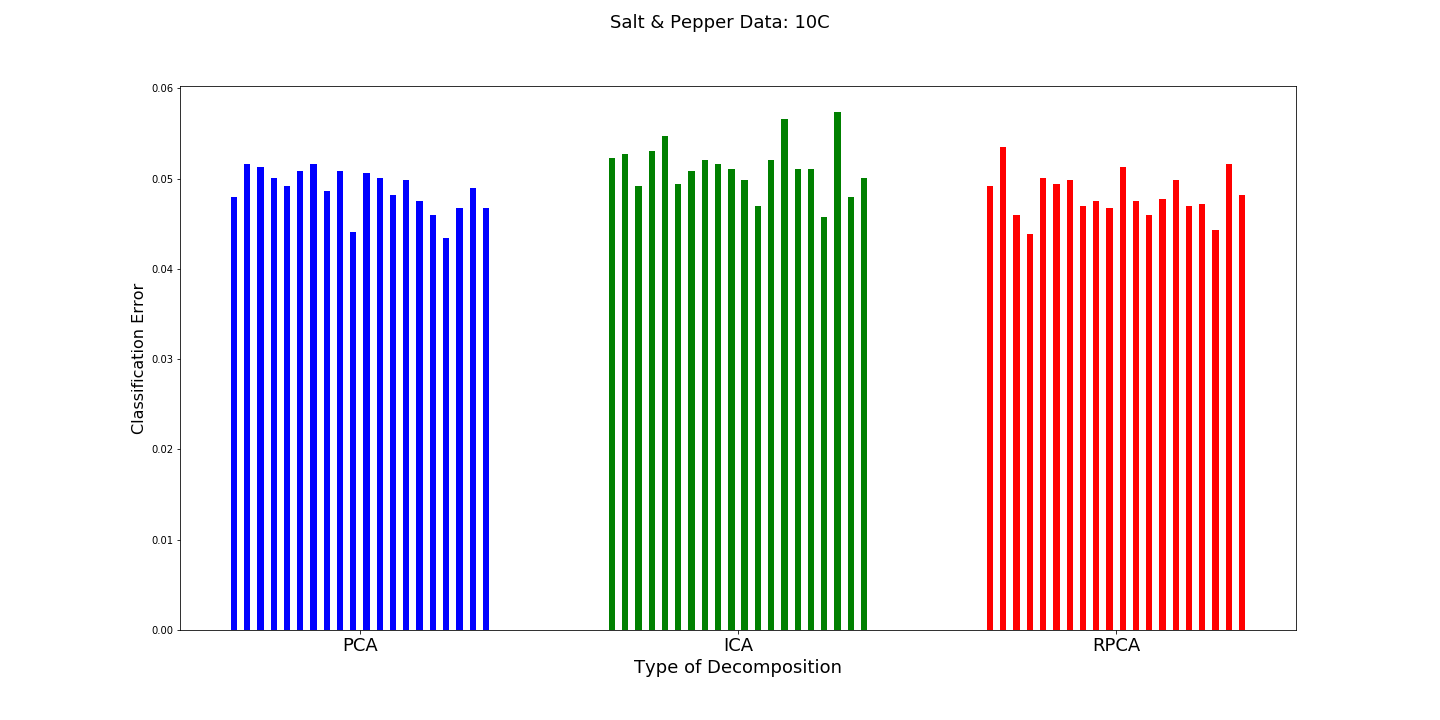 Salt & Pepper Data: 10C
0.06
0.05
0.04
0.03
0.02
0.01
0.00
Classification Error
PCA
ICA
RPCA
Type of Decomposition